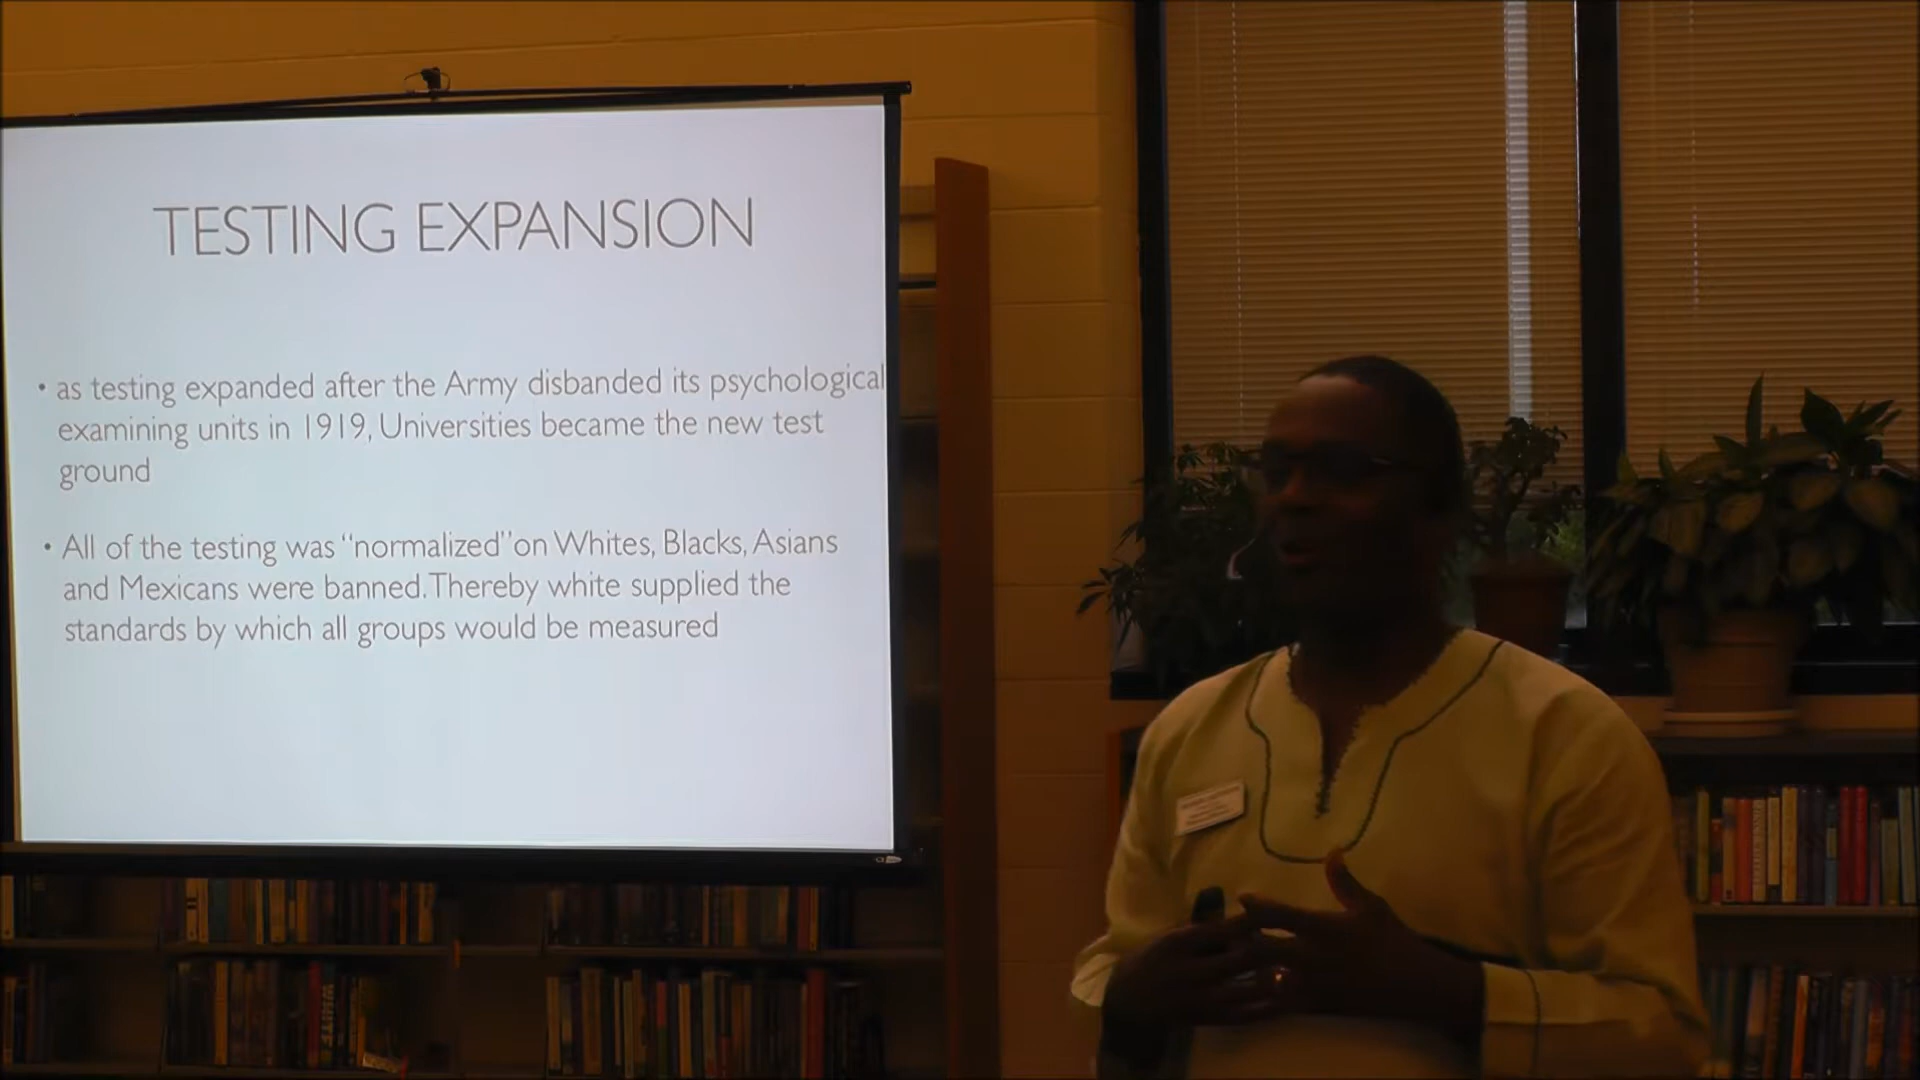 TESTING EXPANSION
• as testing expanded after the Army disbanded its psychological
examining units in 1919, Universities became the new test
ground
• All of the testing was “normalized” on Whites, Blacks, Asians
and Mexicans were banned. Thereby white supplied the
standards by which all groups would be measured